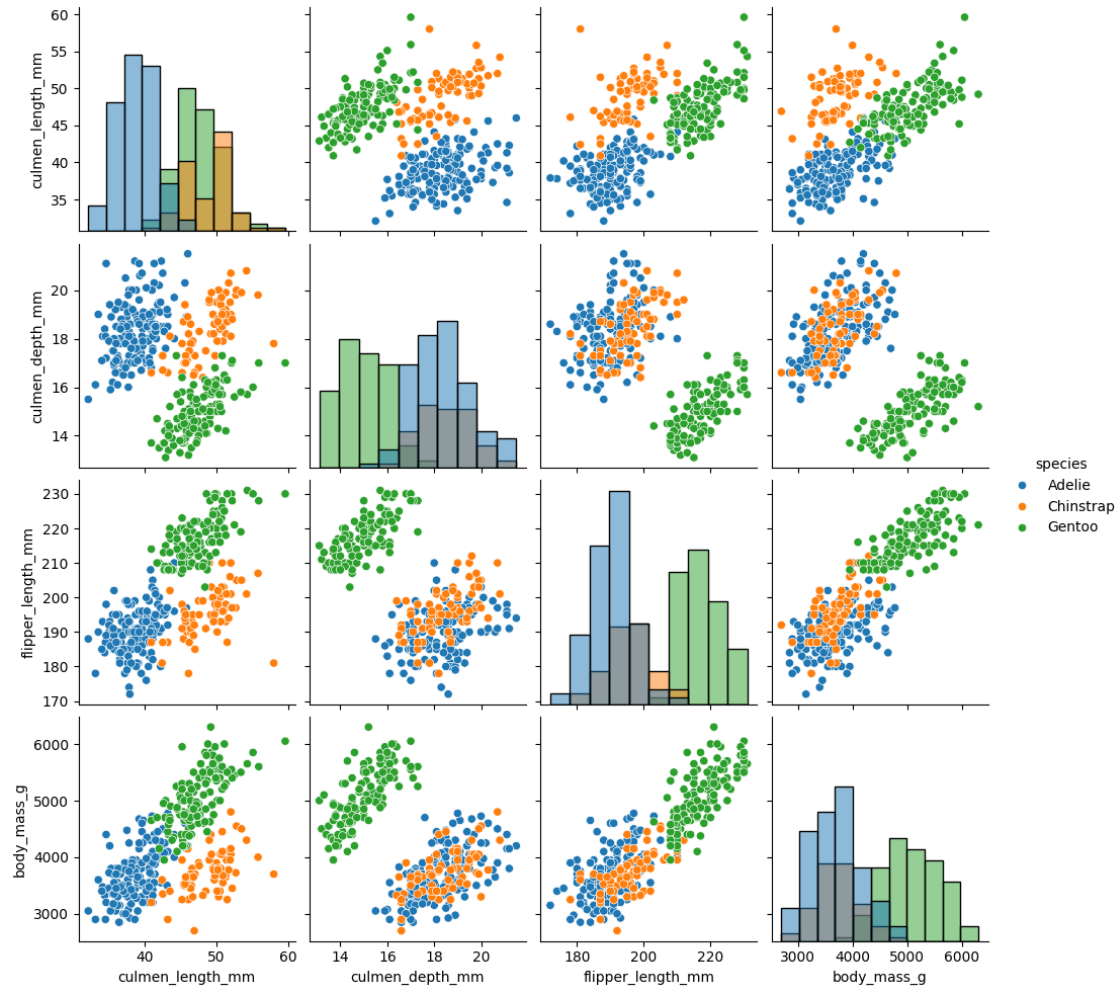 60
55
50
45
40
35
culmen_length_mm
20
18
16
14
culmen_depth_mm
species
Adelie
Chinstrap
Gentoo
230
220
210
200
190
180
170
flipper_length_mm
6000
5000
4000
3000
body_mass_g
40 60 14 16 18 20 180 200 220 3000 4000 5000 6000
culmen_length_mm culmen_depth_mm flipper_length_mm body_mass_g